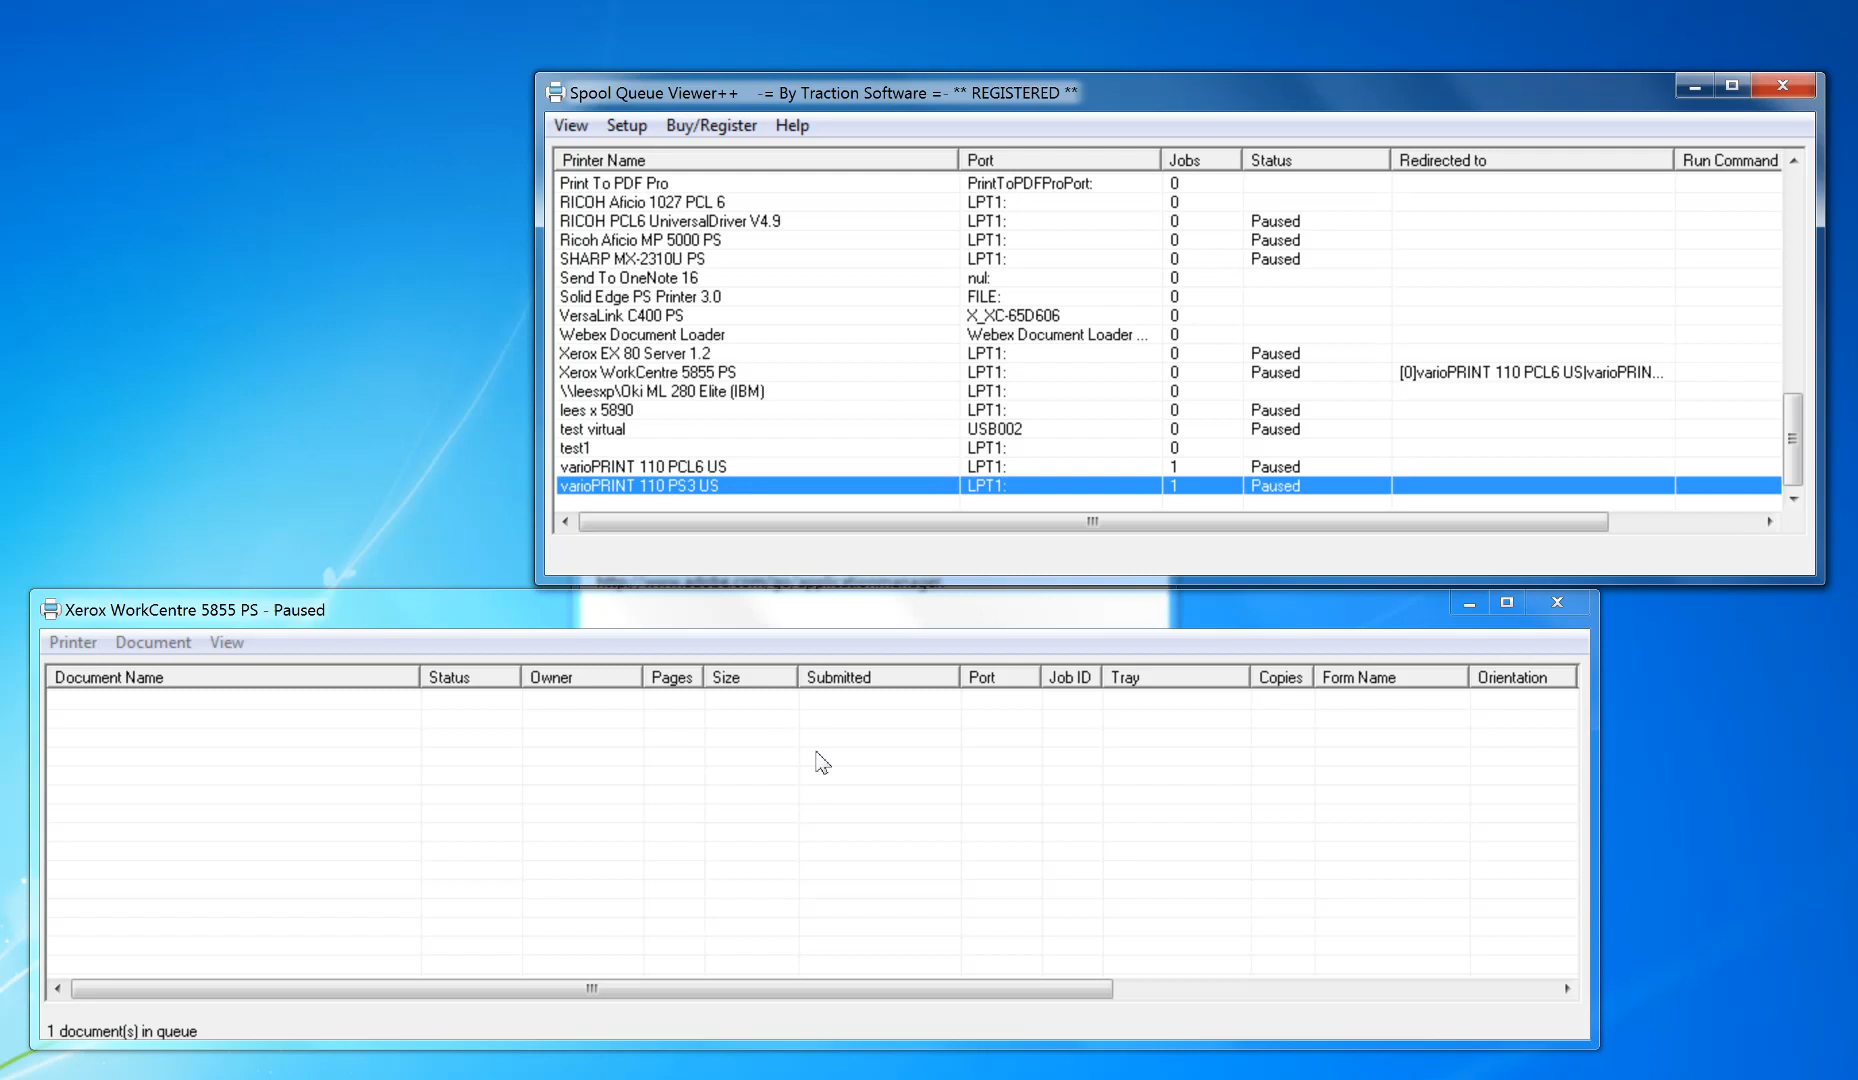 Spool Queue Viewer++ -= By Traction Software =- ** REGISTERED **
View Setup Buy/Register Help
Printer Name Port Jobs Status Redirected to Run Command
Print To PDF Pro PrintToPDFProPort: 0
RICOH Aficio 1027 PCL 6 LPT1: 0
RICOH PCL6 UniversalDriver V4.9 LPT1: 0 Paused
Ricoh Aficio MP 5000 PS LPT1: 0 Paused
SHARP MX-2310U PS LPT1: 0 Paused
Send To OneNote 16 nul: 0
Solid Edge PS Printer 3.0 FILE: 0
VersaLink C400 PS X_XC-65D606 0
Webex Document Loader Webex Document Loader ... 0
Xerox EX 80 Server 1.2 LPT1: 0 Paused
Xerox WorkCentre 5855 PS LPT1: 0 Paused [0]varioPRINT 110 PCL6 US|varioPRIN...
\\leesxp\Oki ML 280 Elite (IBM) LPT1: 0
lees x 5890 LPT1: 0 Paused
test virtual USB002 0 Paused
test1 LPT1: 0
varioPRINT 110 PCL6 US LPT1: 1 Paused
varioPRINT 110 PS3 US LPT1: 1 Paused
http://www.adobe.com/go/applicationmanager
Xerox WorkCentre 5855 PS - Paused
Printer Document View
Document Name Status Owner Pages Size Submitted Port Job ID Tray Copies Form Name Orientation
1 document(s) in queue